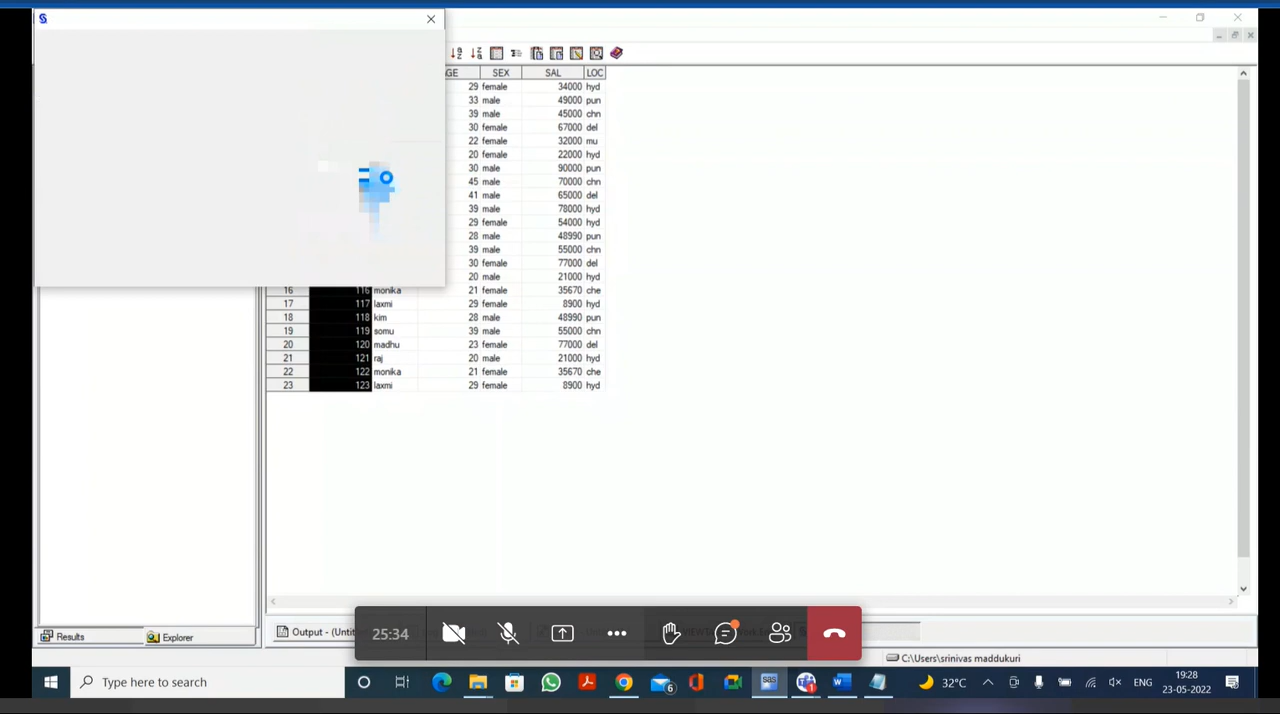 GE SEX SAL LOC
29 female 34000 hyd
33 male 49000 pun
39 male 45000 chn
30 female 67000 del
22 male 32000 mu
20 female 22000 hyd
30 male 90000 pun
45 male 70000 chn
41 male 65000 del
39 male 78000 hyd
29 female 54000 hyd
28 male 48990 pun
39 male 55000 chn
30 female 77000 del
20 male 21000 hyd
16 116 monika 21 female 35670 che
17 117 laxmi 29 female 8900 hyd
18 118 kim 28 male 48990 pun
19 119 somu 39 male 55000 chn
20 120 madhu 23 female 77000 del
21 121 raj 20 male 21000 hyd
22 122 monika 21 female 35670 che
23 123 laxmi 29 female 8900 hyd
Results Explorer Output - (Unti
25:34
C:\Users\srinivas maddukuri
Type here to search
6
sas
32°C
ENG
19:28
23-05-2022